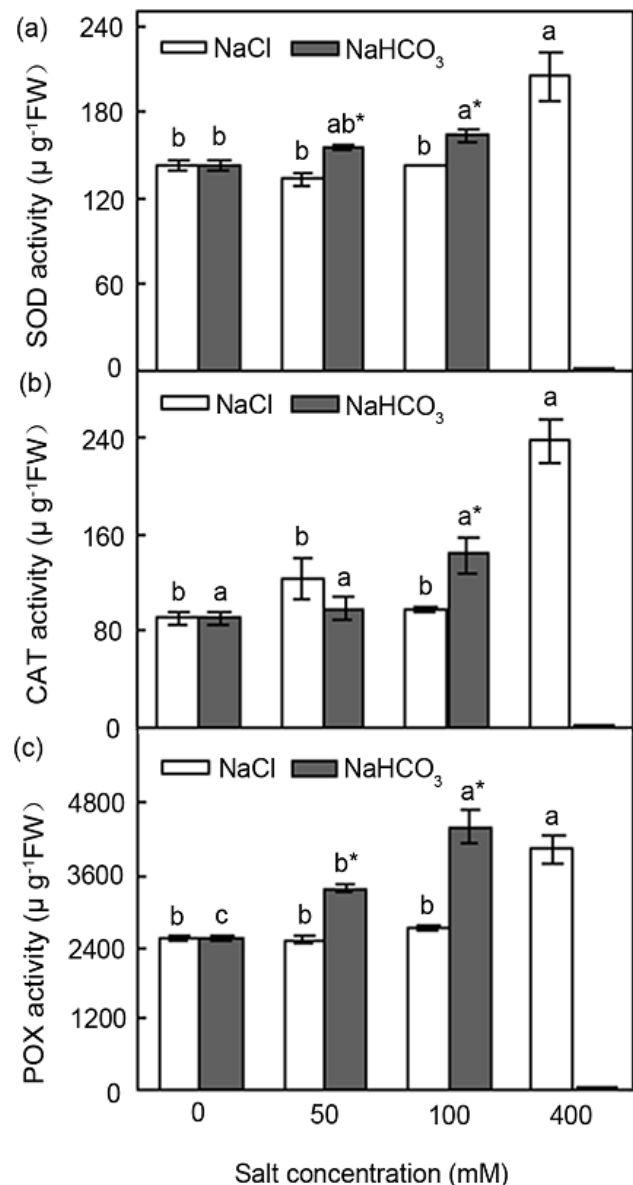 (a)
240
NaCl NaHCO₃
a
180
b b b ab* b a*
120
60
0
SOD activity (μ g⁻¹FW)
(b)
NaCl NaHCO₃
a
240
160
b a b a b a*
80
0
CAT activity (μ g⁻¹FW)
(c)
NaCl NaHCO₃
4800
b c b b* b a* a
3600
2400
1200
0
POX activity (μ g⁻¹FW)
0 50 100 400
Salt concentration (mM)